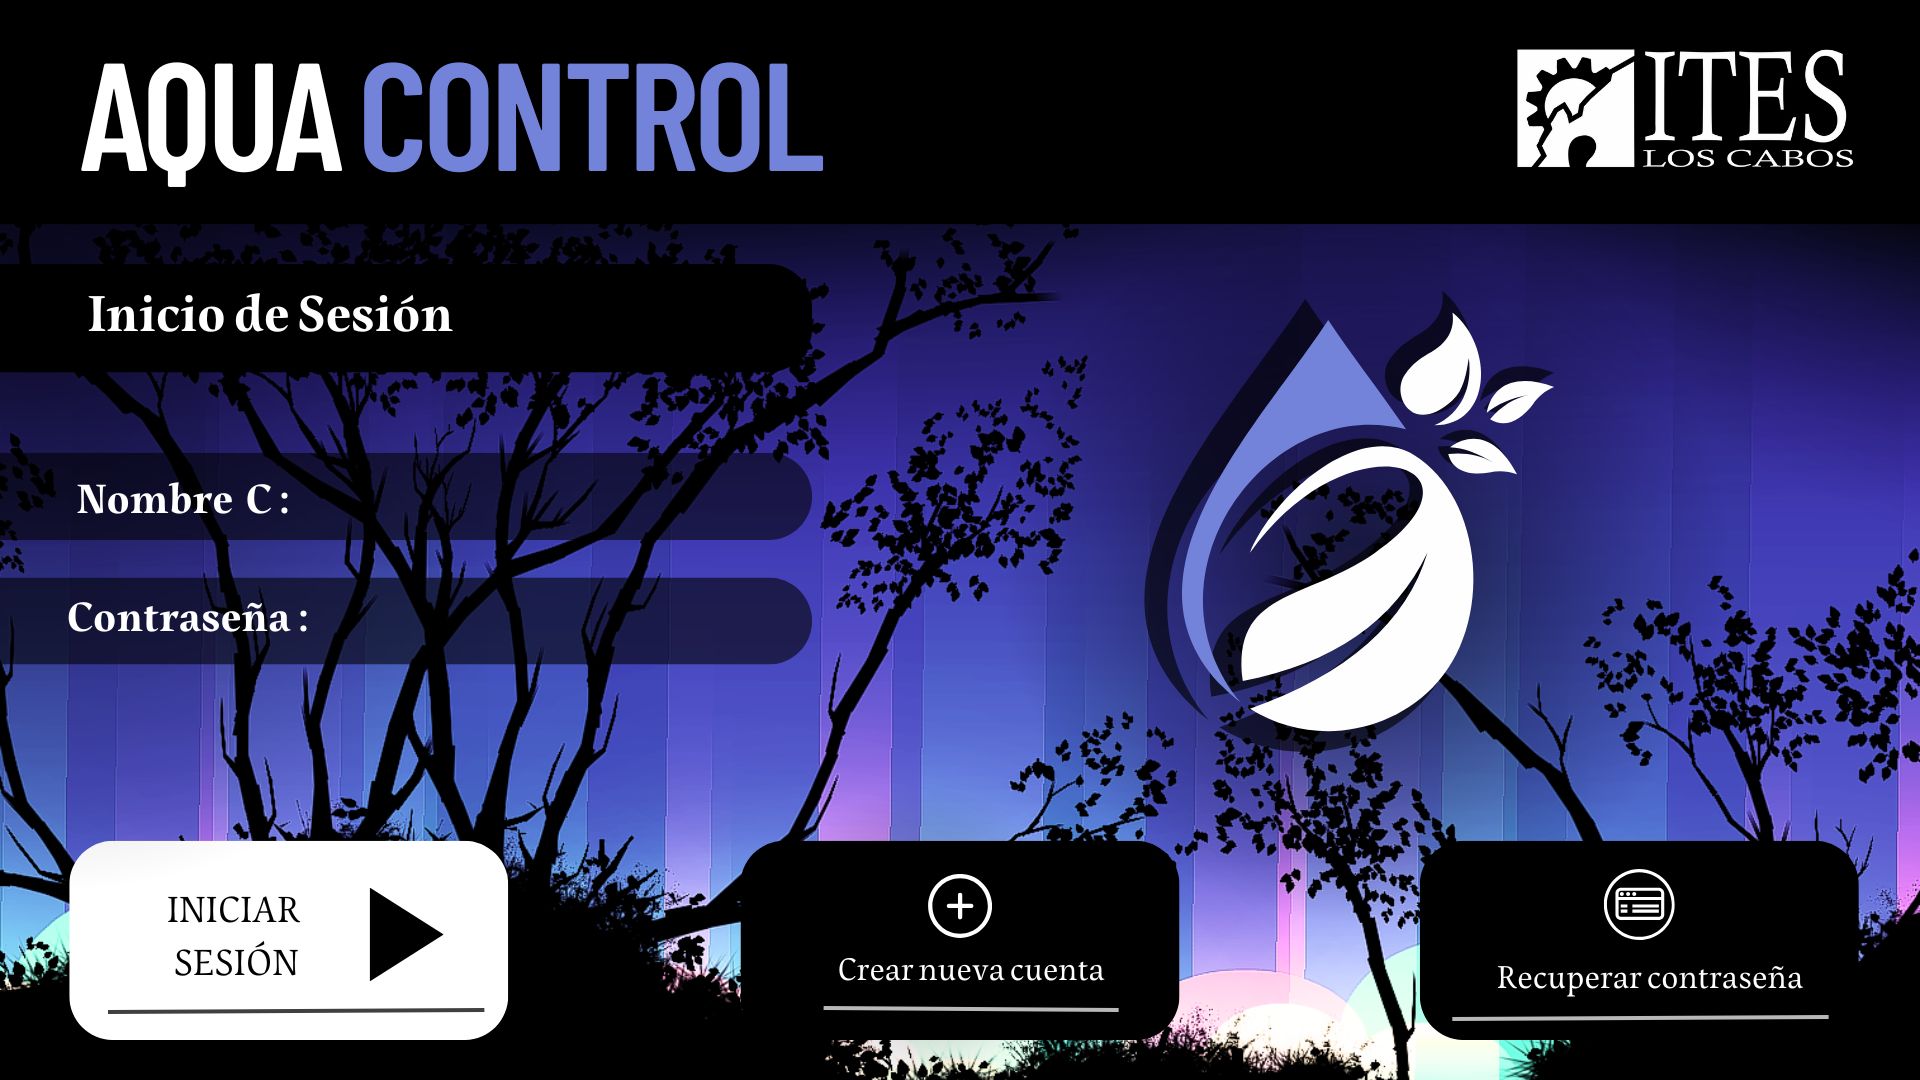 AQUA CONTROL
ITES
LOS CABOS
Inicio de Sesión
Nombre C :
Contraseña :
INICIAR
SESIÓN
Crear nueva cuenta
Recuperar contraseña